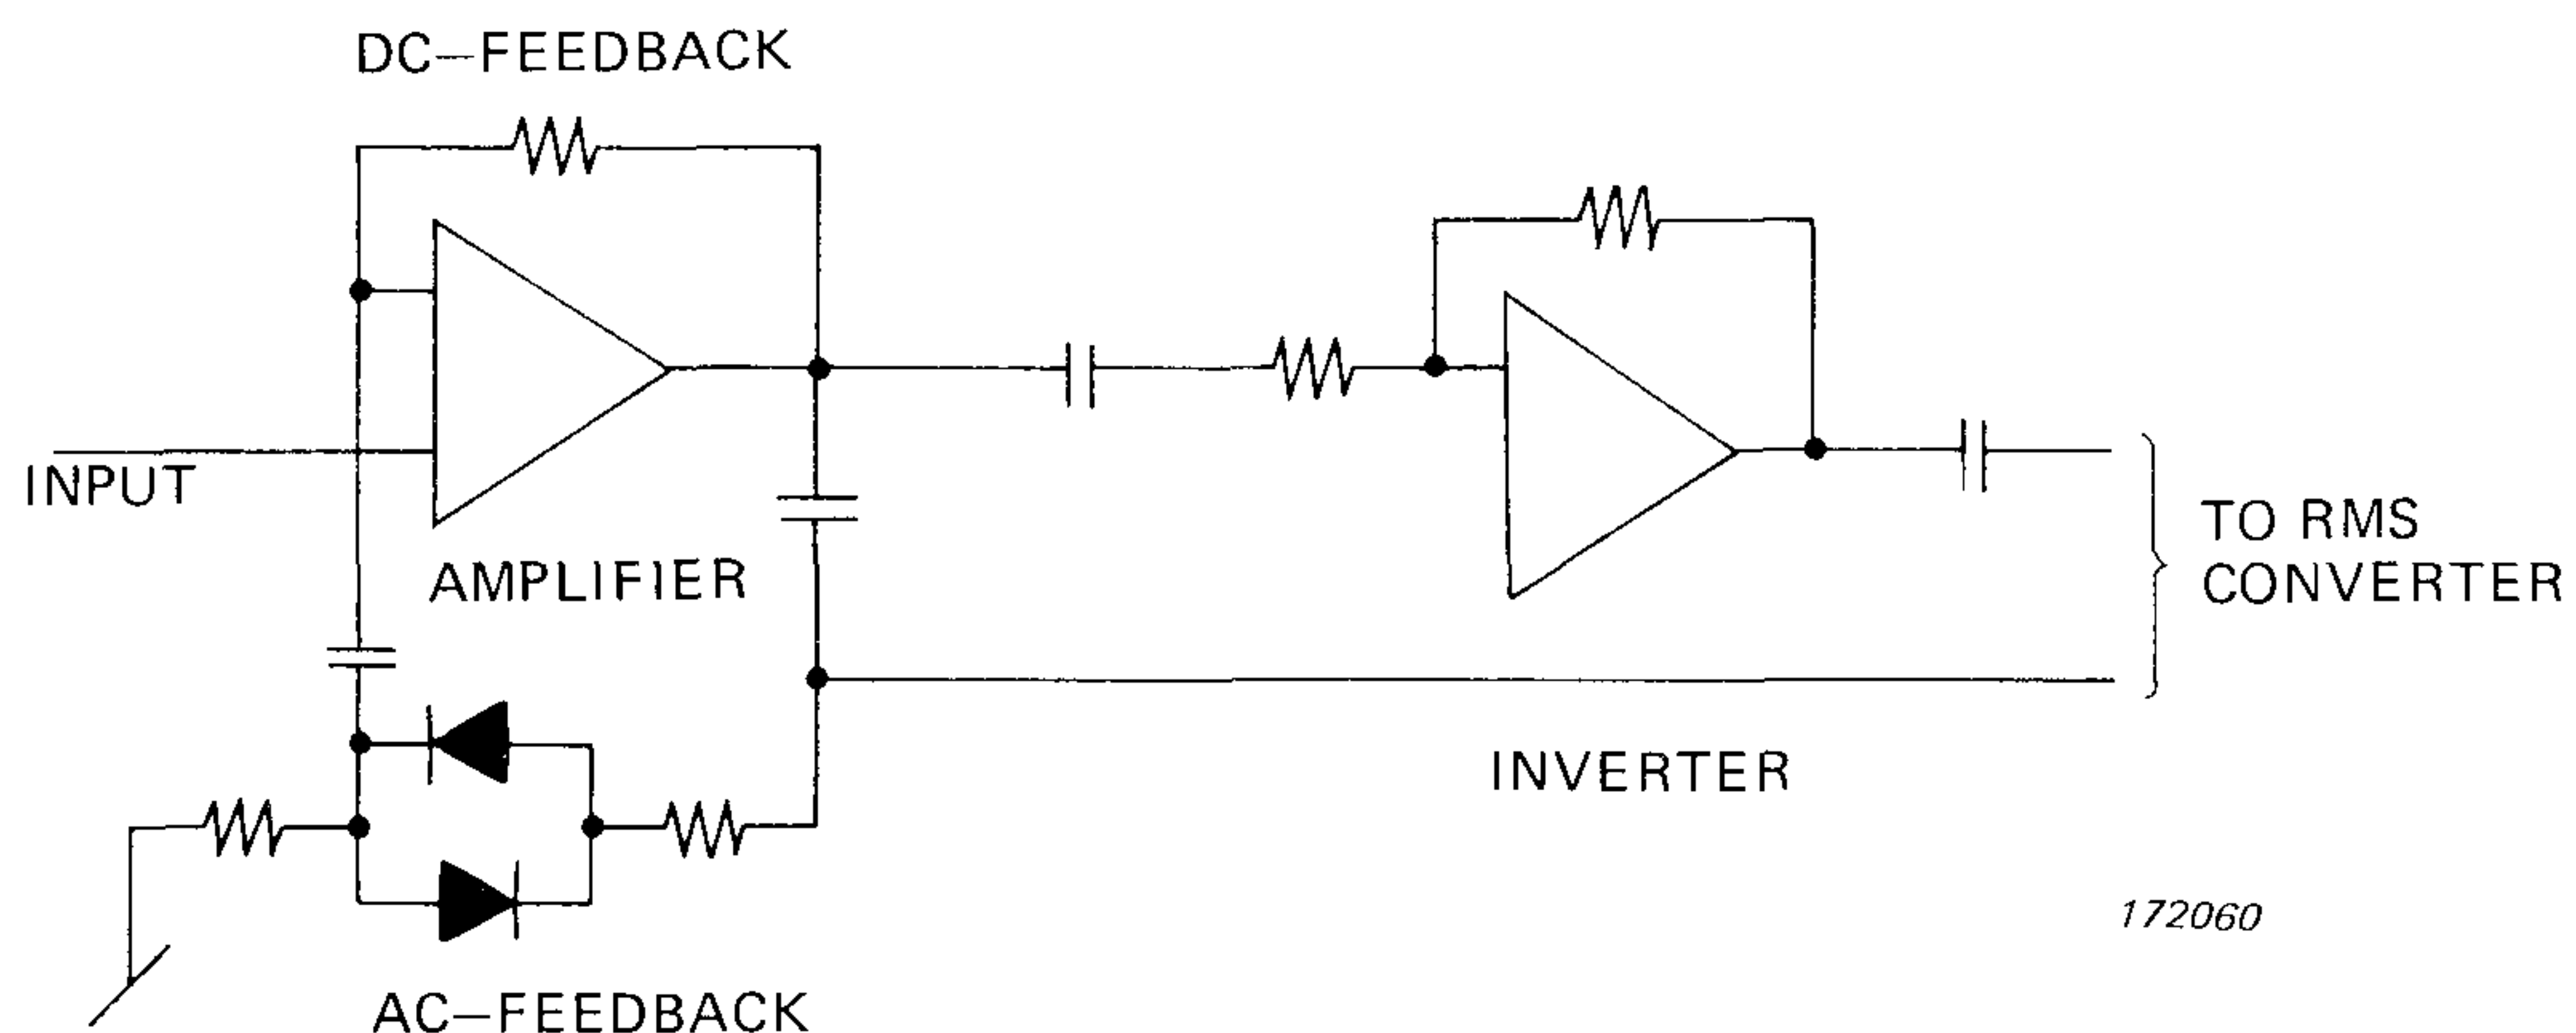 DC–FEEDBACK
INPUT
AMPLIFIER
TO RMS
CONVERTER
INVERTER
172060
AC–FEEDBACK